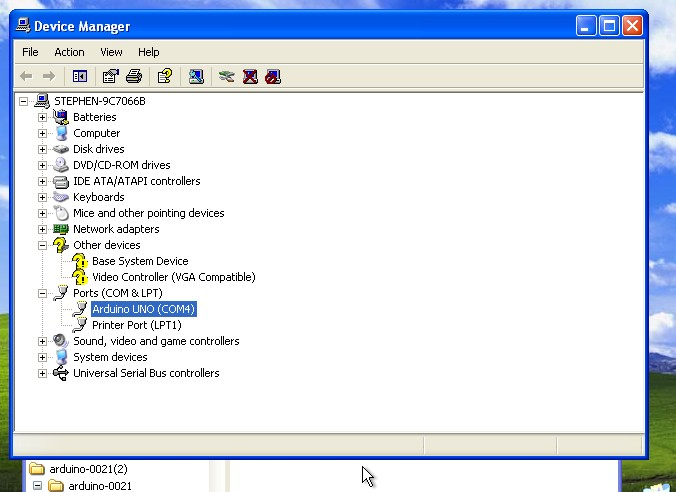 Device Manager
File Action View Help
STEPHEN-9C7066B
Batteries
Computer
Disk drives
DVD/CD-ROM drives
IDE ATA/ATAPI controllers
Keyboards
Mice and other pointing devices
Network adapters
Other devices
Base System Device
Video Controller (VGA Compatible)
Ports (COM & LPT)
Arduino UNO (COM4)
Printer Port (LPT1)
Sound, video and game controllers
System devices
Universal Serial Bus controllers
arduino-0021(2)
arduino-0021